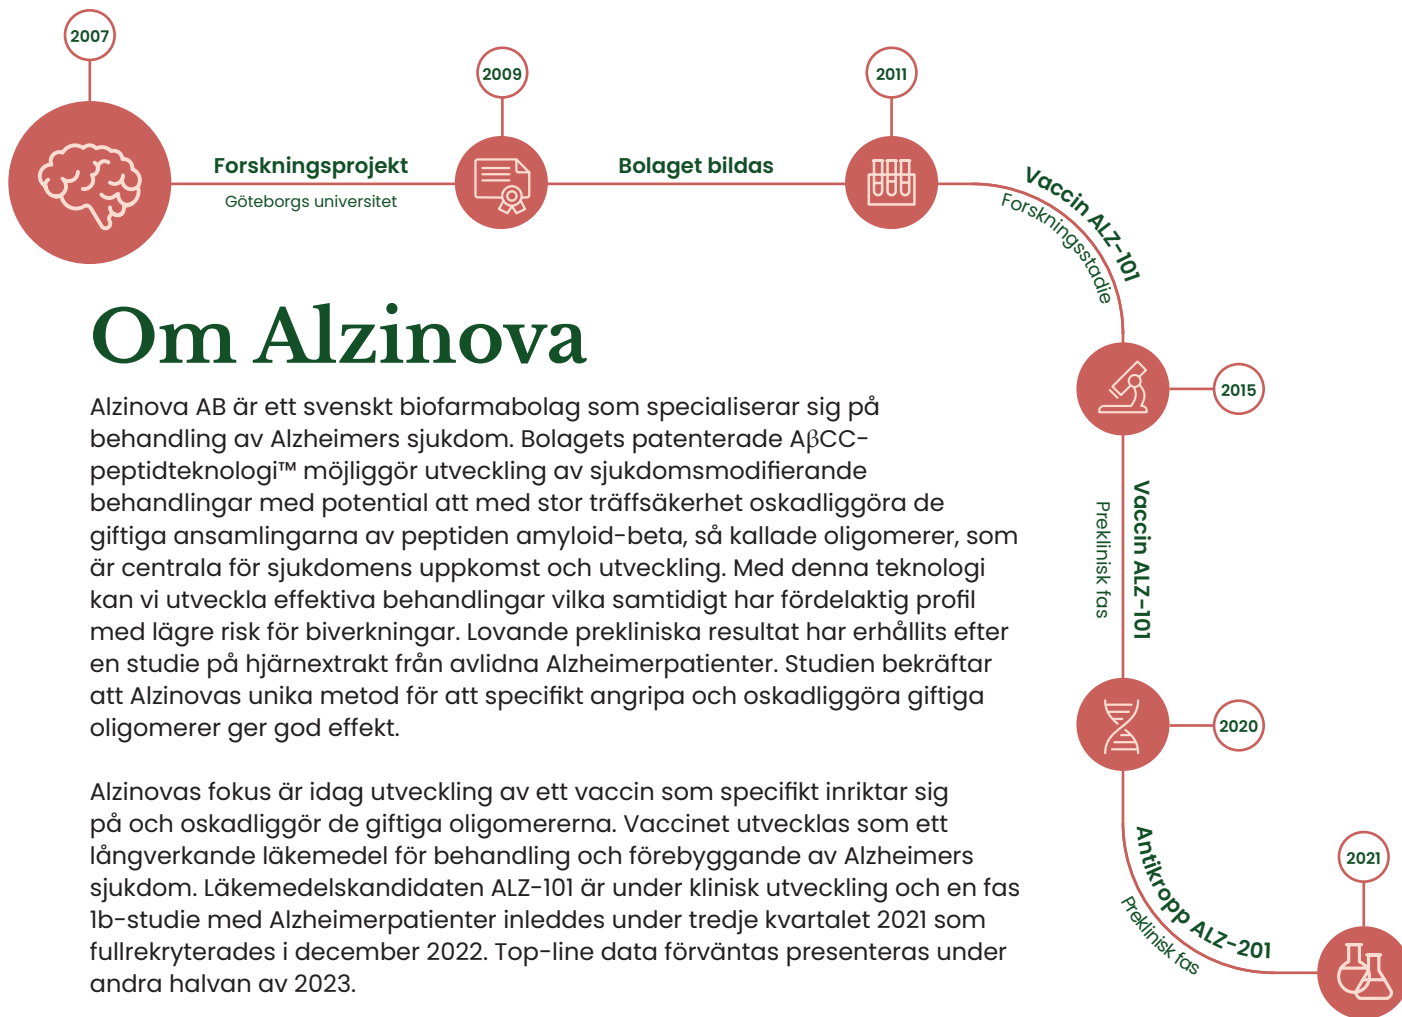 2007
2009
2011
Forskningsprojekt
Göteborgs universitet
Bolaget bildas
Vaccin ALZ-101
Forskningsstadie
2015
Vaccin ALZ-101
Preklinisk fas
2020
Antikropp ALZ-201
Preklinisk fas
2021
Om Alzinova
Alzinova AB är ett svenskt biofarmabolag som specialiserar sig på
behandling av Alzheimers sjukdom. Bolagets patenterade AβCC-
peptidteknologi™ möjliggör utveckling av sjukdomsmodifierande
behandlingar med potential att med stor träffsäkerhet oskadliggöra de
giftiga ansamlingarna av peptiden amyloid-beta, så kallade oligomerer, som
är centrala för sjukdomens uppkomst och utveckling. Med denna teknologi
kan vi utveckla effektiva behandlingar vilka samtidigt har fördelaktig profil
med lägre risk för biverkningar. Lovande prekliniska resultat har erhållits efter
en studie på hjärnextrakt från avlidna Alzheimerpatienter. Studien bekräftar
att Alzinovas unika metod för att specifikt angripa och oskadliggöra giftiga
oligomerer ger god effekt.
Alzinovas fokus är idag utveckling av ett vaccin som specifikt inriktar sig
på och oskadliggör de giftiga oligomererna. Vaccinet utvecklas som ett
långverkande läkemedel för behandling och förebyggande av Alzheimers
sjukdom. Läkemedelskandidaten ALZ-101 är under klinisk utveckling och en fas
1b-studie med Alzheimerpatienter inleddes under tredje kvartalet 2021 som
fullrekryterades i december 2022. Top-line data förväntas presenteras under
andra halvan av 2023.